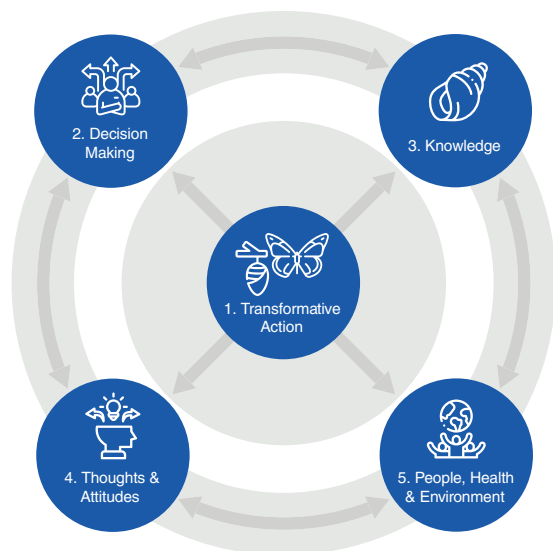 2. Decision
Making
3. Knowledge
1. Transformative
Action
4. Thoughts &
Attitudes
5. People, Health
& Environment